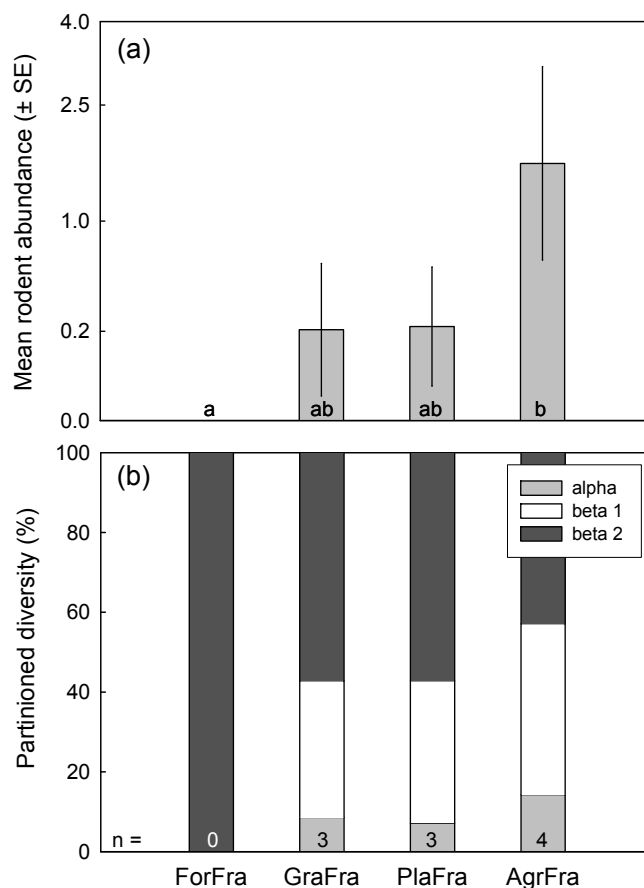 (a)
Mean rodent abundance (± SE)
4.0
2.5
1.0
0.2
0.0
a ab ab b
(b)
Partinioned diversity (%)
100
80
60
40
20
0
alpha
beta 1
beta 2
n = 0 3 3 4
ForFra GraFra PlaFra AgrFra